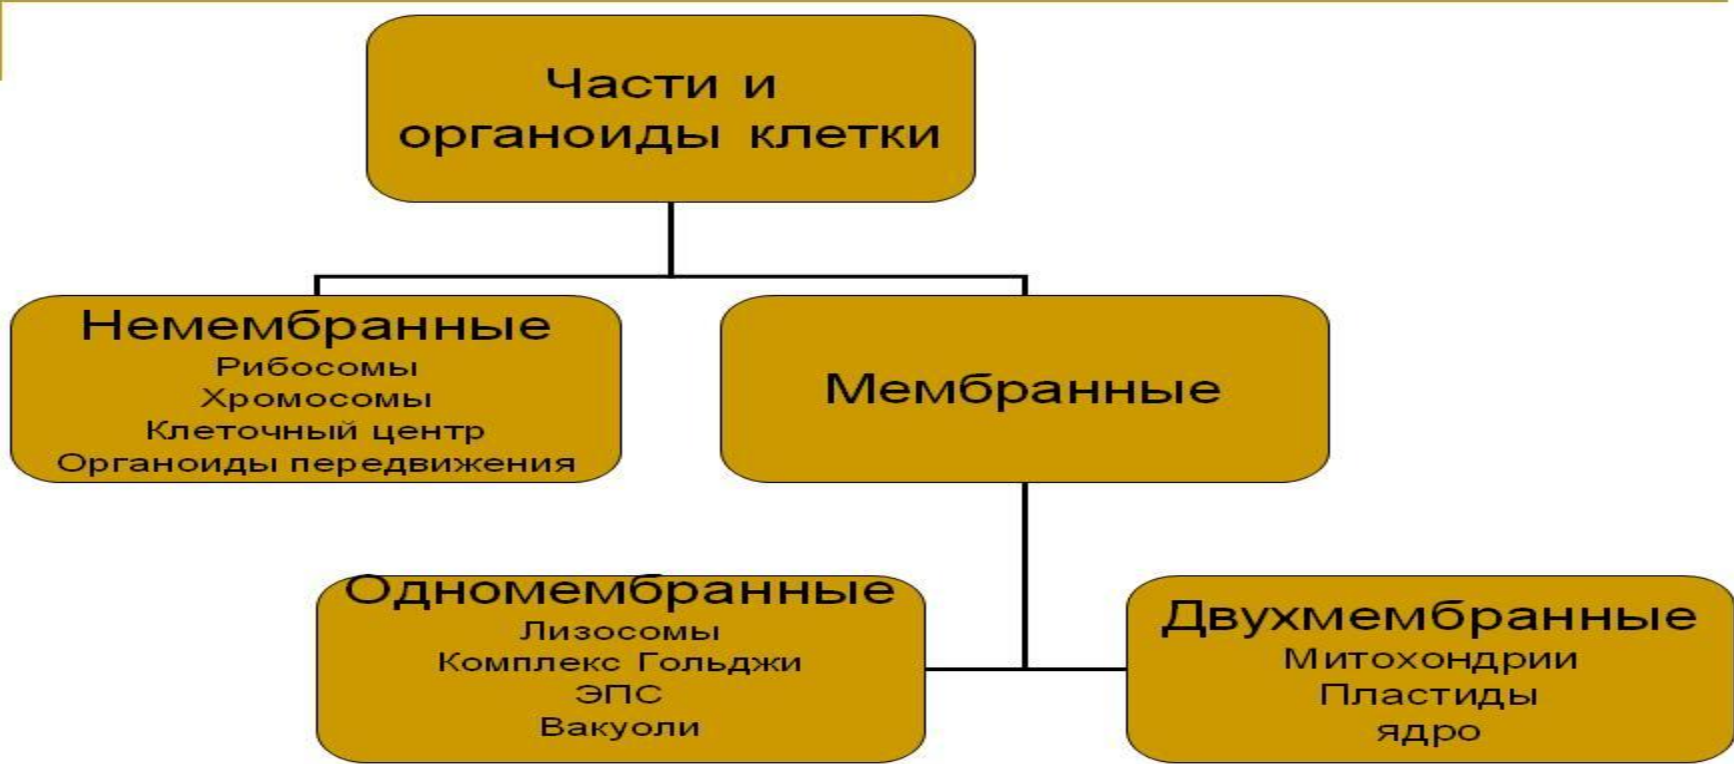 Части и
органоиды клетки
Немембранные
Рибосомы
Хромосомы
Клеточный центр
Органоиды передвижения
Мембранные
Одномембранные
Лизосомы
Комплекс Гольджи
ЭПС
Вакуоли
Двухмембранные
Митохондрии
Пластиды
ядро